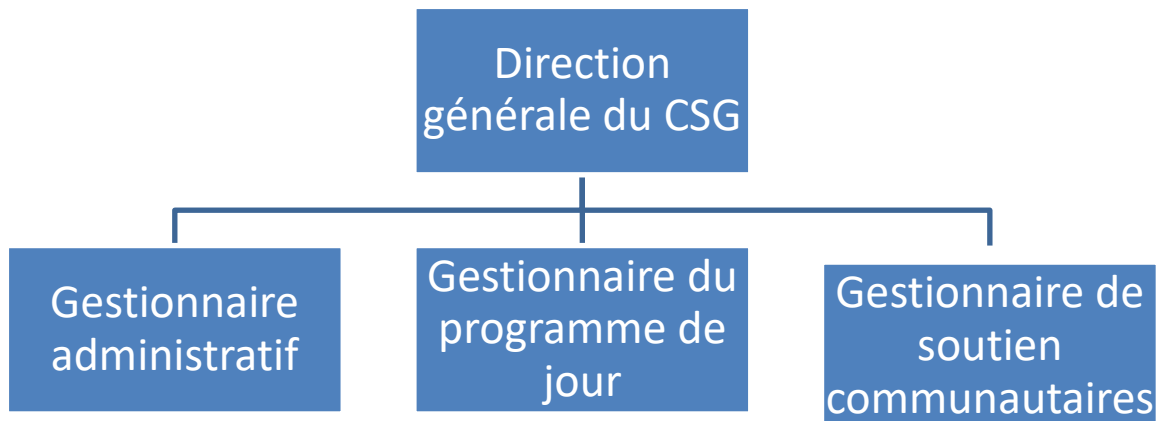 Direction
générale du CSG
Gestionnaire
administratif
Gestionnaire du
programme de
jour
Gestionnaire de
soutien
communautaires